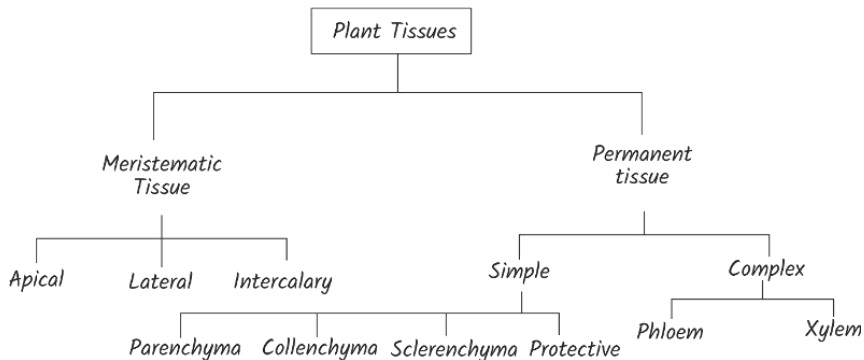 Plant Tissues
Meristematic
Tissue
Permanent
tissue
Apical
Lateral
Intercalary
Simple
Complex
Parenchyma
Collenchyma
Sclerenchyma
Protective
Phloem
Xylem